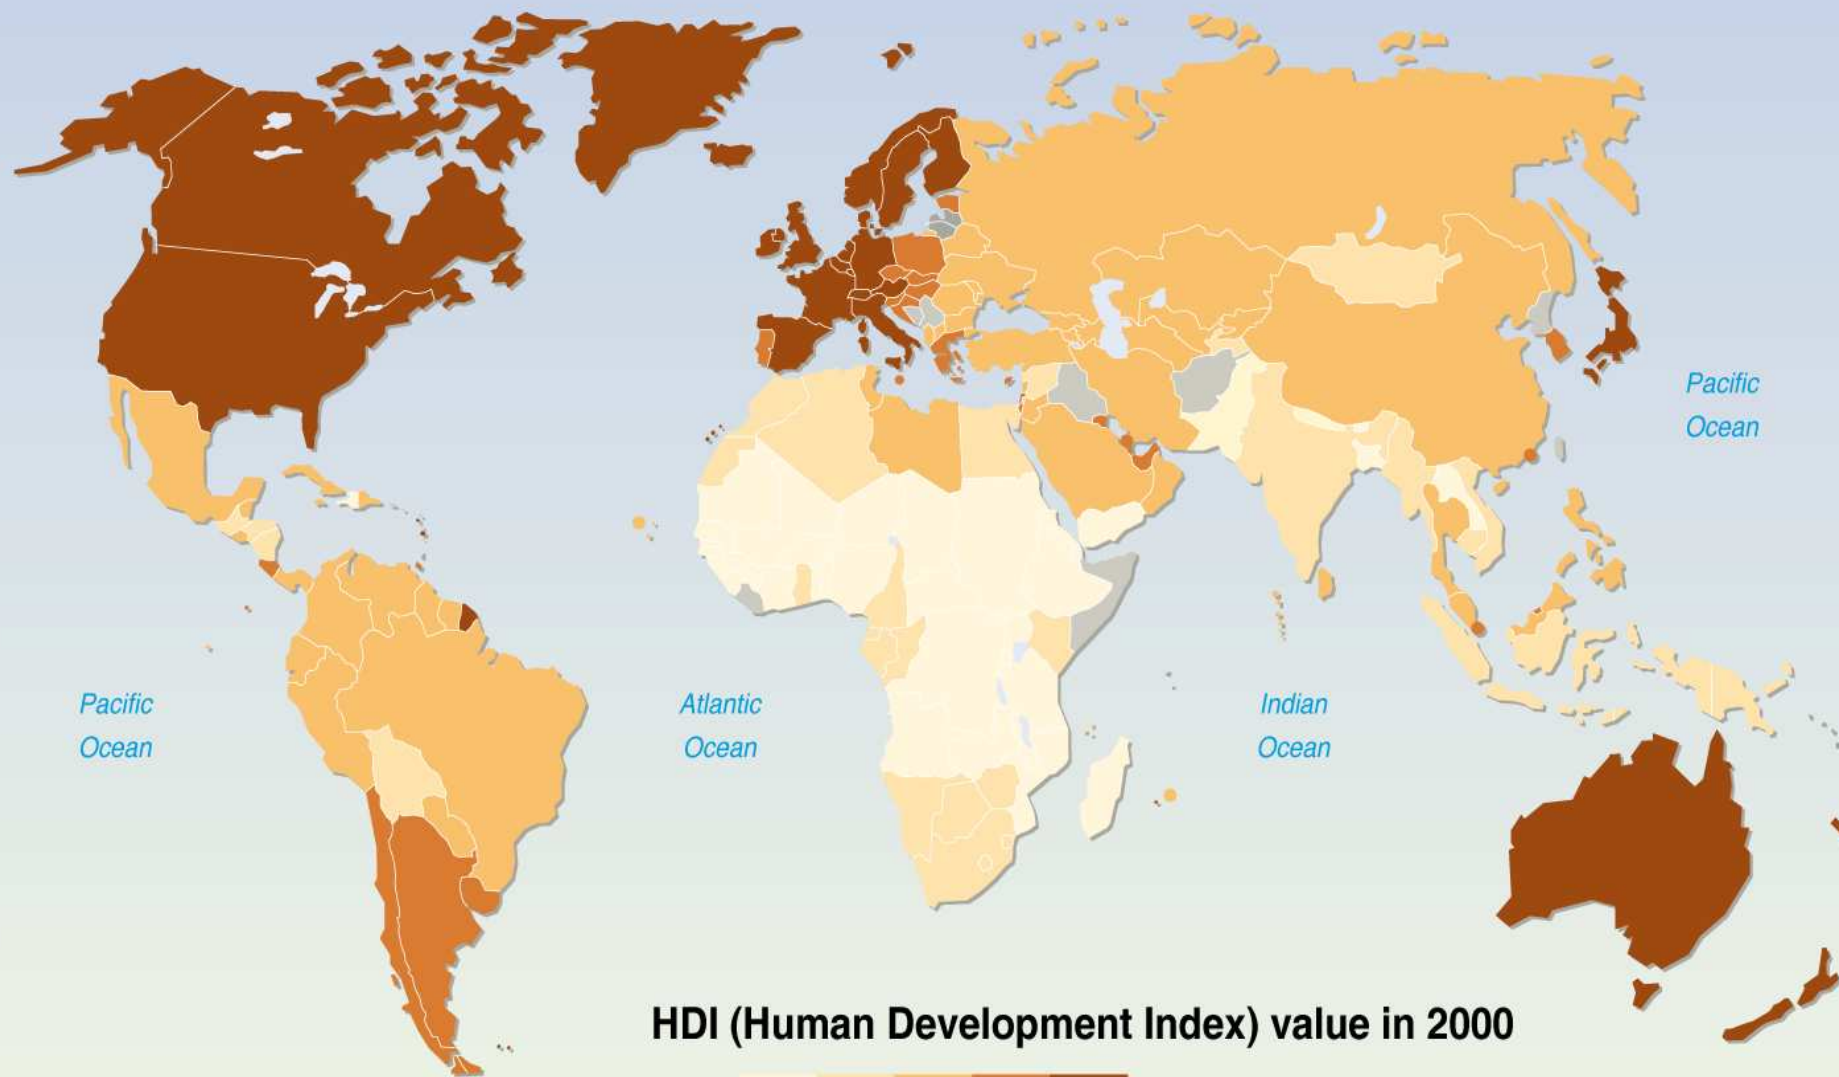 Pacific
Ocean
Pacific
Ocean
Atlantic
Ocean
Indian
Ocean
HDI (Human Development Index) value in 2000